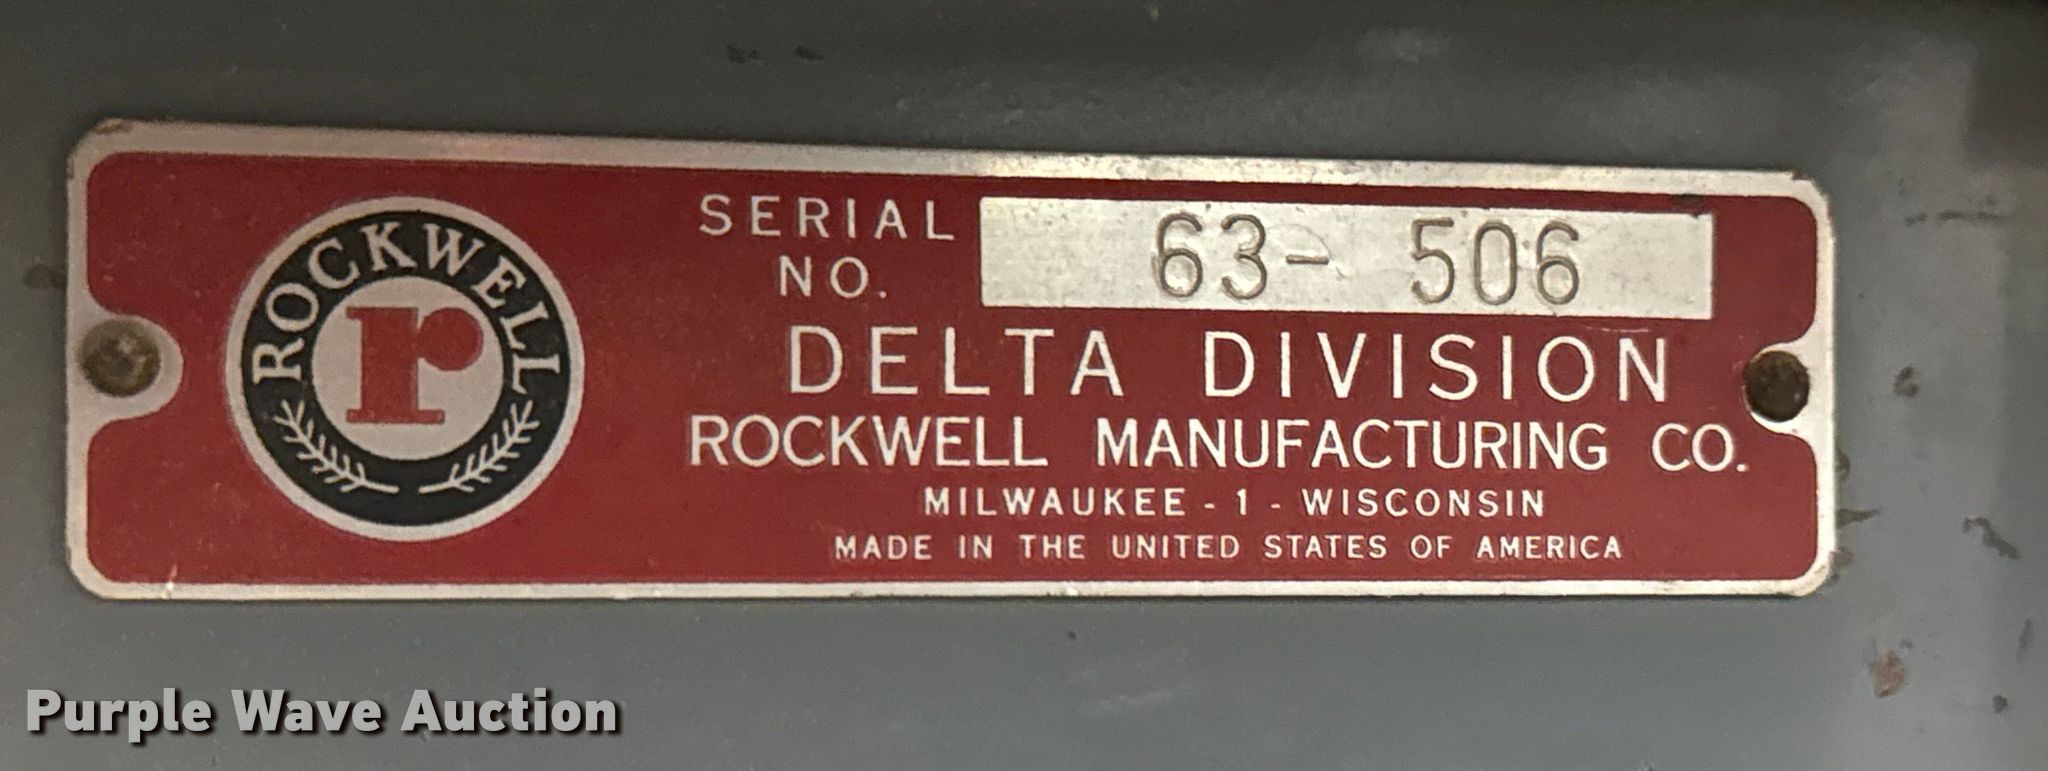 ROCKWELL
r
SERIAL NO. 63- 506
DELTA DIVISION
ROCKWELL MANUFACTURING CO.
MILWAUKEE - 1 - WISCONSIN
MADE IN THE UNITED STATES OF AMERICA
Purple Wave Auction